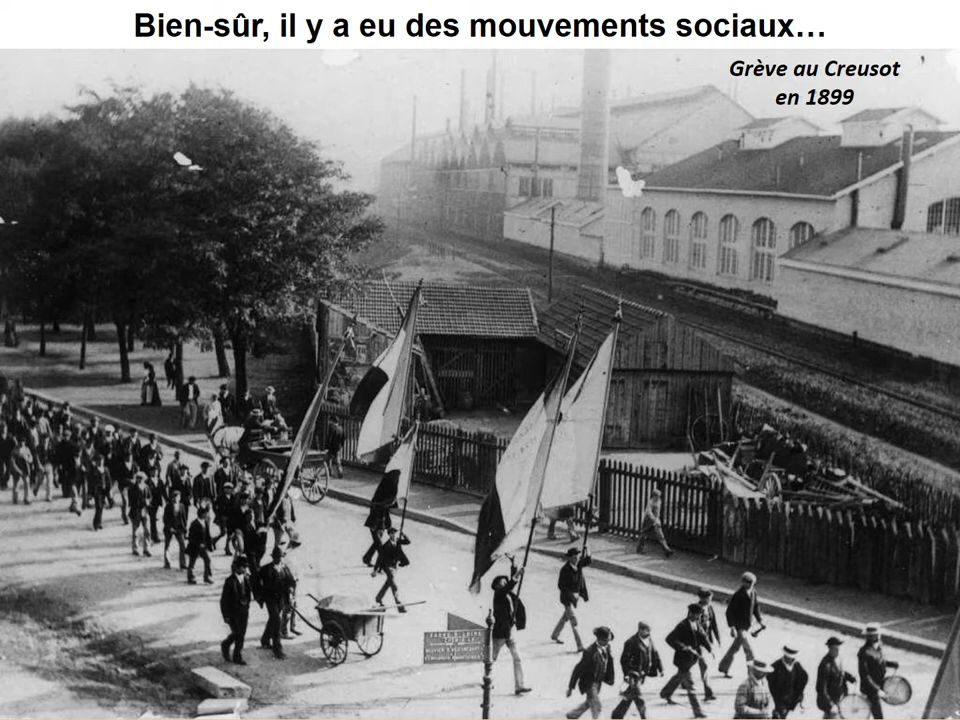 Bien-sûr, il y a eu des mouvements sociaux…
Grève au Creusot
en 1899